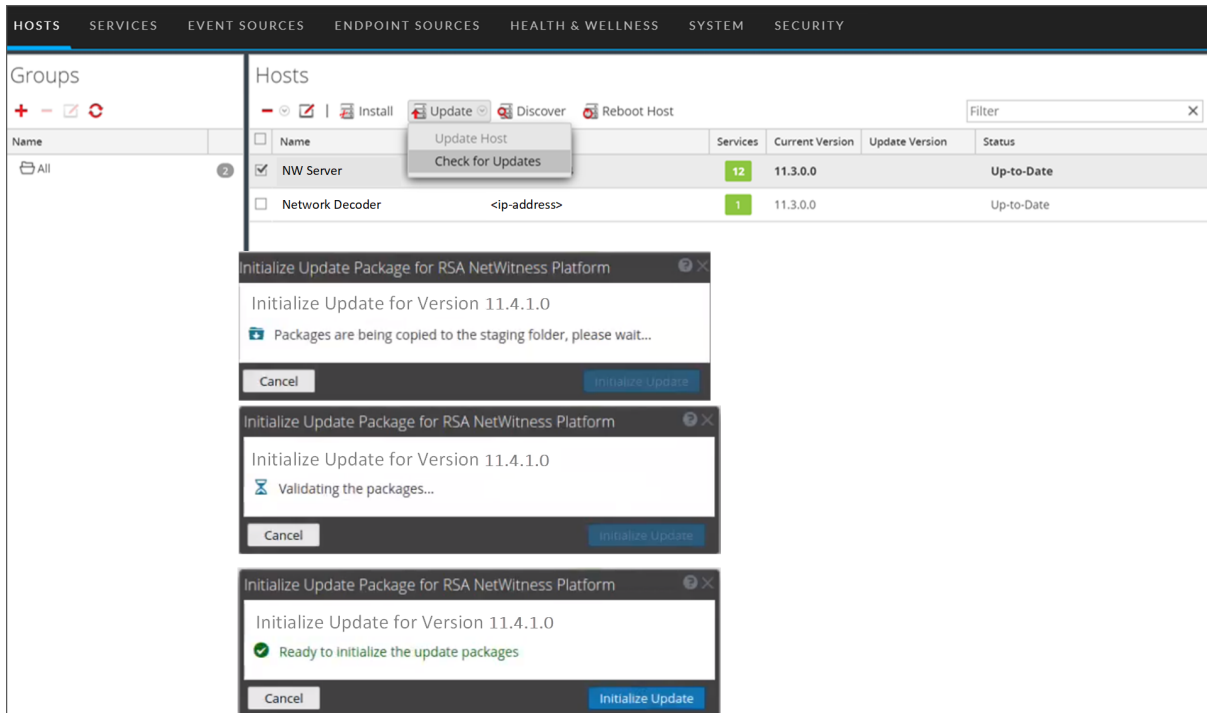 HOSTS SERVICES EVENT SOURCES ENDPOINT SOURCES HEALTH & WELLNESS SYSTEM SECURITY
Groups
Name
All 2
Hosts
Install Update Discover Reboot Host Filter
Update Host
Check for Updates
Name Services Current Version Update Version Status
NW Server 12 11.3.0.0 Up-to-Date
Network Decoder <ip-address> 1 11.3.0.0 Up-to-Date
Initialize Update Package for RSA NetWitness Platform
Initialize Update for Version 11.4.1.0
Packages are being copied to the staging folder, please wait...
Cancel Initialize Update
Initialize Update Package for RSA NetWitness Platform
Initialize Update for Version 11.4.1.0
Validating the packages...
Cancel Initialize Update
Initialize Update Package for RSA NetWitness Platform
Initialize Update for Version 11.4.1.0
Ready to initialize the update packages
Cancel Initialize Update